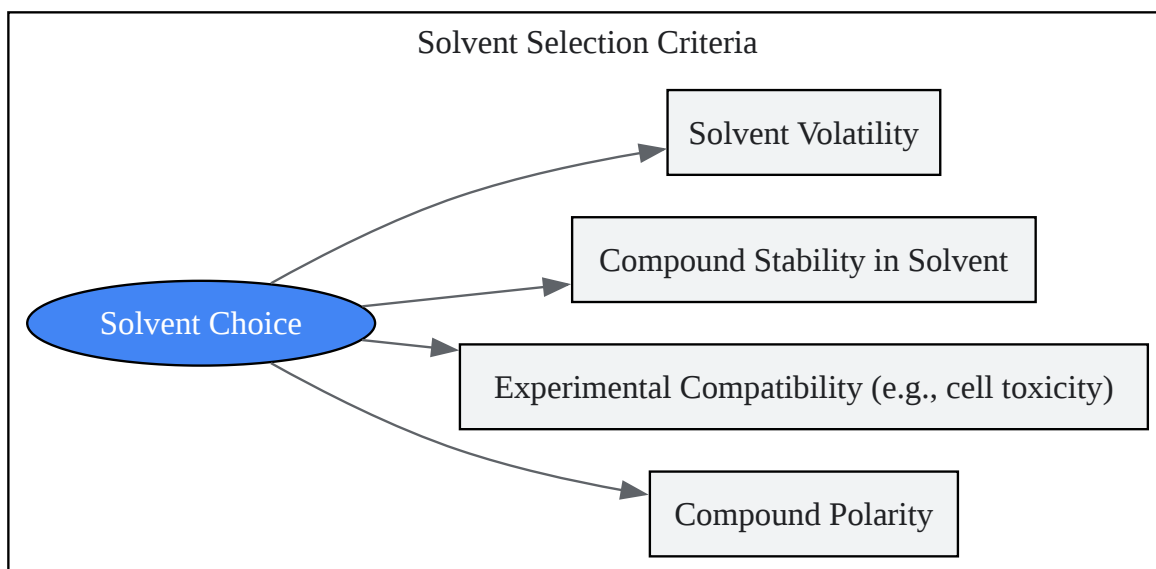 Solvent Selection Criteria
Solvent Volatility
Compound Stability in Solvent
Solvent Choice
Experimental Compatibility (e.g., cell toxicity)
Compound Polarity